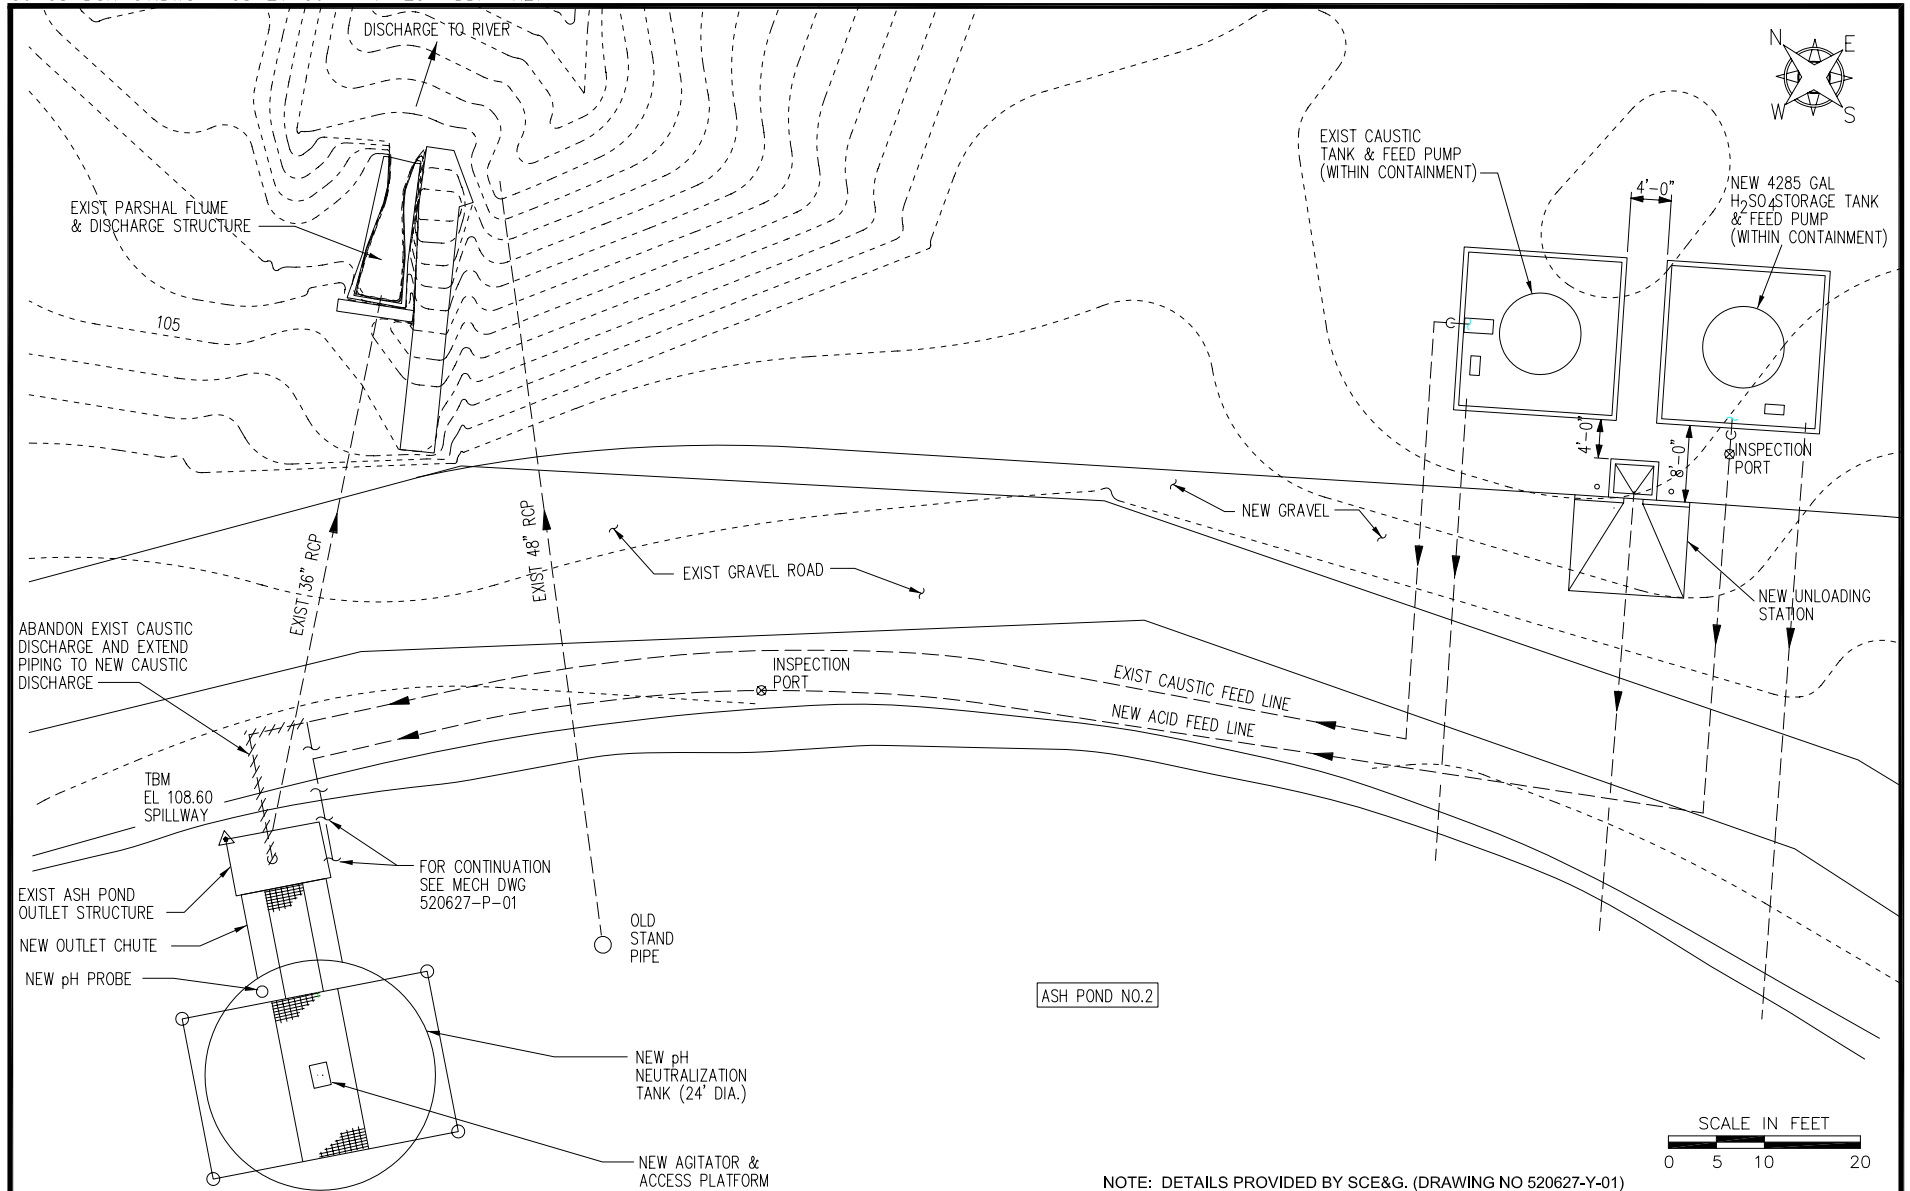 DISCHARGE TO RIVER
N
E
W
S
EXIST CAUSTIC
TANK & FEED PUMP
(WITHIN CONTAINMENT)
4'-0"
NEW 4285 GAL
H2SO4 STORAGE TANK
& FEED PUMP
(WITHIN CONTAINMENT)
EXIST PARSHAL FLUME
& DISCHARGE STRUCTURE
105
4'-0"
8'-0"
INSPECTION
PORT
NEW GRAVEL
EXIST 36" RCP
EXIST 48" RCP
EXIST GRAVEL ROAD
NEW UNLOADING
STATION
ABANDON EXIST CAUSTIC
DISCHARGE AND EXTEND
PIPING TO NEW CAUSTIC
DISCHARGE
INSPECTION
PORT
EXIST CAUSTIC FEED LINE
NEW ACID FEED LINE
TBM
EL 108.60
SPILLWAY
FOR CONTINUATION
SEE MECH DWG
520627-P-01
EXIST ASH POND
OUTLET STRUCTURE
NEW OUTLET CHUTE
OLD
STAND
PIPE
NEW pH PROBE
ASH POND NO.2
NEW pH
NEUTRALIZATION
TANK (24' DIA.)
NEW AGITATOR &
ACCESS PLATFORM
SCALE IN FEET
0 5 10 20
NOTE: DETAILS PROVIDED BY SCE&G. (DRAWING NO 520627-Y-01)